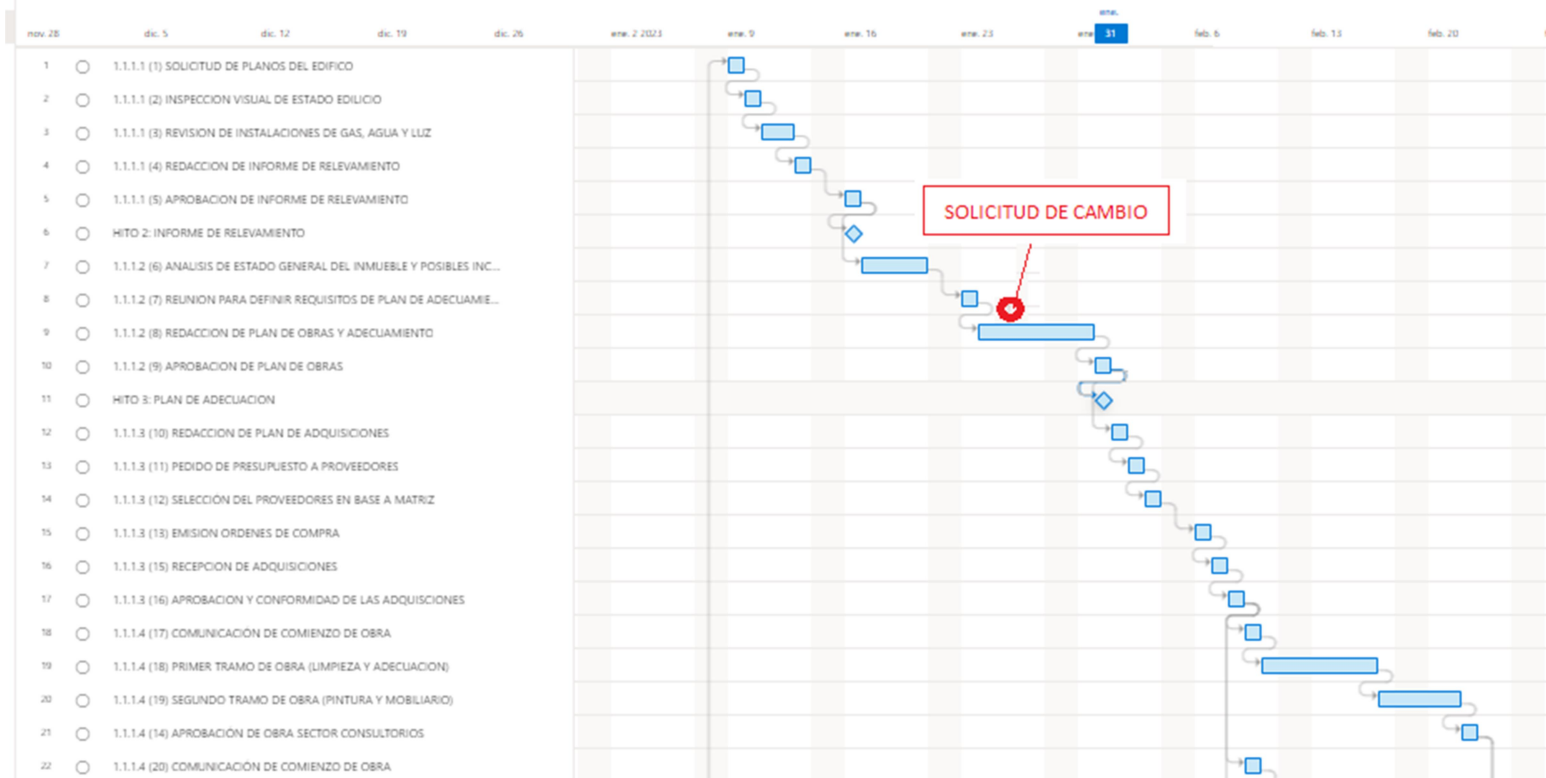 ene.
nov. 28 dic. 5 dic. 12 dic. 19 dic. 26 ene. 2 2023 ene. 9 ene. 16 ene. 23 ene 31 feb. 6 feb. 13 feb. 20
1 1.1.1.1 (1) SOLICITUD DE PLANOS DEL EDIFICO
2 1.1.1.1 (2) INSPECCION VISUAL DE ESTADO EDILICIO
3 1.1.1.1 (3) REVISION DE INSTALACIONES DE GAS, AGUA Y LUZ
4 1.1.1.1 (4) REDACCION DE INFORME DE RELEVAMIENTO
5 1.1.1.1 (5) APROBACION DE INFORME DE RELEVAMIENTO
SOLICITUD DE CAMBIO
6 HITO 2: INFORME DE RELEVAMIENTO
7 1.1.1.2 (6) ANALISIS DE ESTADO GENERAL DEL INMUEBLE Y POSIBLES INC...
8 1.1.1.2 (7) REUNION PARA DEFINIR REQUISITOS DE PLAN DE ADECUAMIE...
9 1.1.1.2 (8) REDACCION DE PLAN DE OBRAS Y ADECUAMIENTO
10 1.1.1.2 (9) APROBACION DE PLAN DE OBRAS
11 HITO 3: PLAN DE ADECUACION
12 1.1.1.3 (10) REDACCION DE PLAN DE ADQUISICIONES
13 1.1.1.3 (11) PEDIDO DE PRESUPUESTO A PROVEEDORES
14 1.1.1.3 (12) SELECCIÓN DEL PROVEEDORES EN BASE A MATRIZ
15 1.1.1.3 (13) EMISION ORDENES DE COMPRA
16 1.1.1.3 (15) RECEPCION DE ADQUISICIONES
17 1.1.1.3 (16) APROBACION Y CONFORMIDAD DE LAS ADQUISCIONES
18 1.1.1.4 (17) COMUNICACIÓN DE COMIENZO DE OBRA
19 1.1.1.4 (18) PRIMER TRAMO DE OBRA (LIMPIEZA Y ADECUACION)
20 1.1.1.4 (19) SEGUNDO TRAMO DE OBRA (PINTURA Y MOBILIARIO)
21 1.1.1.4 (14) APROBACIÓN DE OBRA SECTOR CONSULTORIOS
22 1.1.1.4 (20) COMUNICACIÓN DE COMIENZO DE OBRA